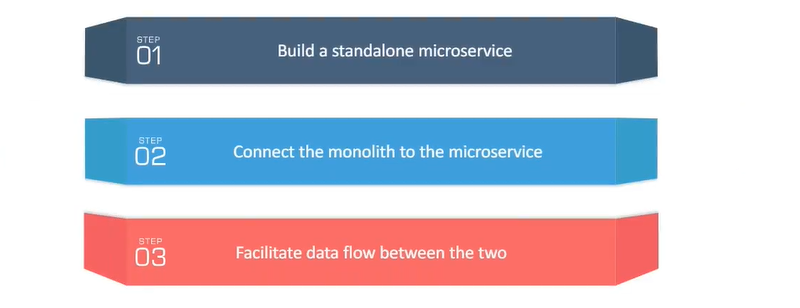 STEP
01
Build a standalone microservice
STEP
02
Connect the monolith to the microservice
STEP
03
Facilitate data flow between the two